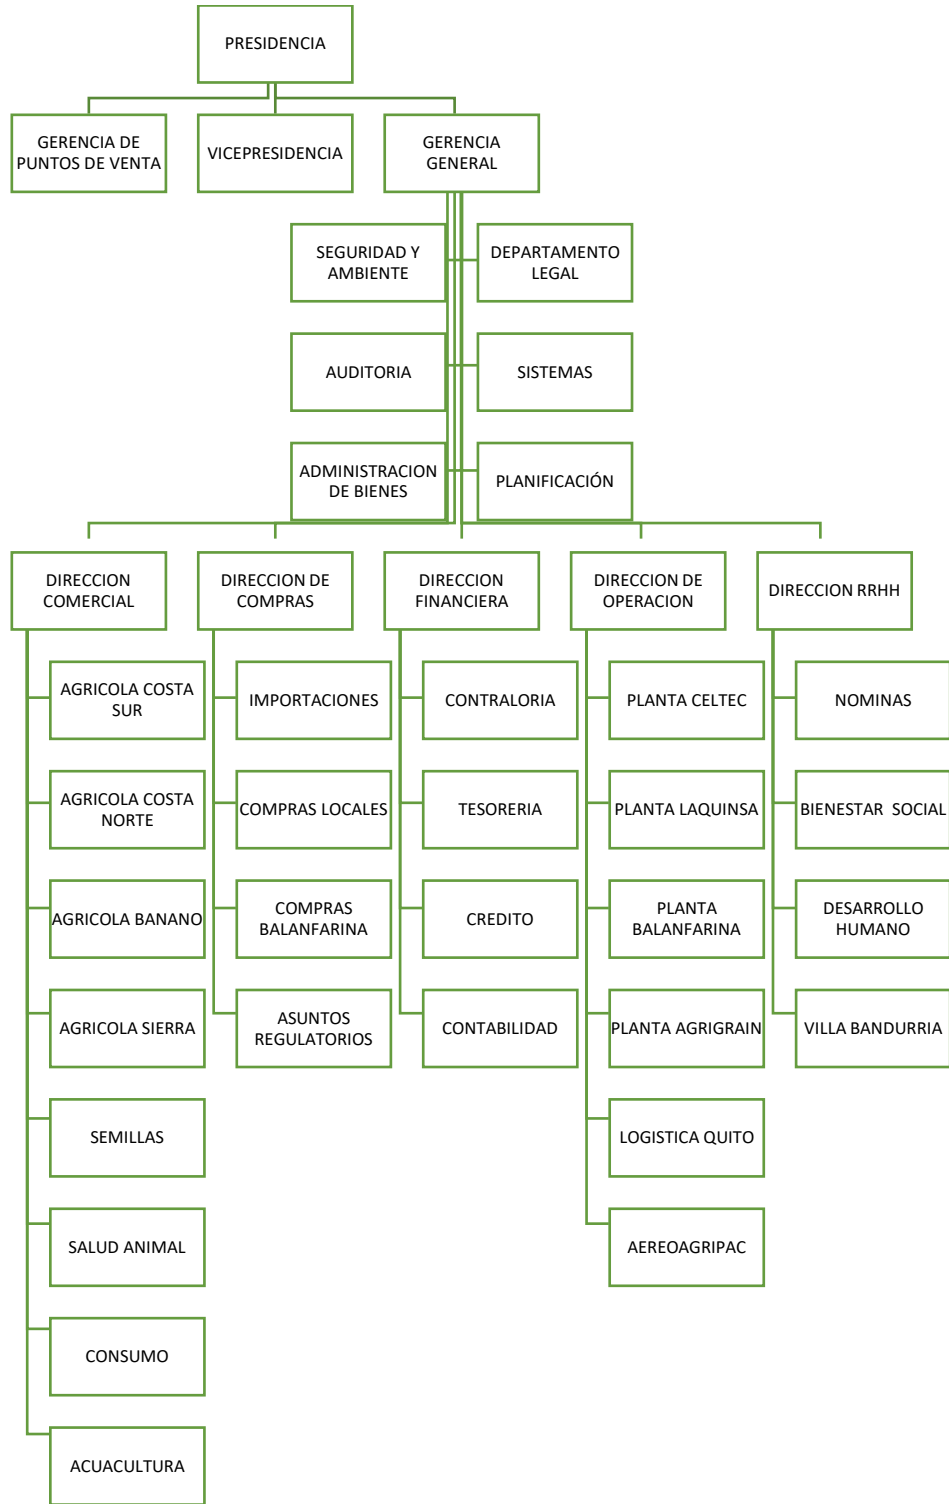 PRESIDENCIA
GERENCIA DE
PUNTOS DE VENTA
VICEPRESIDENCIA
GERENCIA
GENERAL
SEGURIDAD Y
AMBIENTE
DEPARTAMENTO
LEGAL
AUDITORIA
SISTEMAS
ADMINISTRACION
DE BIENES
PLANIFICACIÓN
DIRECCION
COMERCIAL
DIRECCION DE
COMPRAS
DIRECCION
FINANCIERA
DIRECCION DE
OPERACION
DIRECCION RRHH
AGRICOLA COSTA
SUR
IMPORTACIONES
CONTRALORIA
PLANTA CELTEC
NOMINAS
AGRICOLA COSTA
NORTE
COMPRAS LOCALES
TESORERIA
PLANTA LAQUINSA
BIENESTAR  SOCIAL
AGRICOLA BANANO
COMPRAS
BALANFARINA
CREDITO
PLANTA
BALANFARINA
DESARROLLO
HUMANO
AGRICOLA SIERRA
ASUNTOS
REGULATORIOS
CONTABILIDAD
PLANTA AGRIGRAIN
VILLA BANDURRIA
SEMILLAS
LOGISTICA QUITO
SALUD ANIMAL
AEREOAGRIPAC
CONSUMO
ACUACULTURA